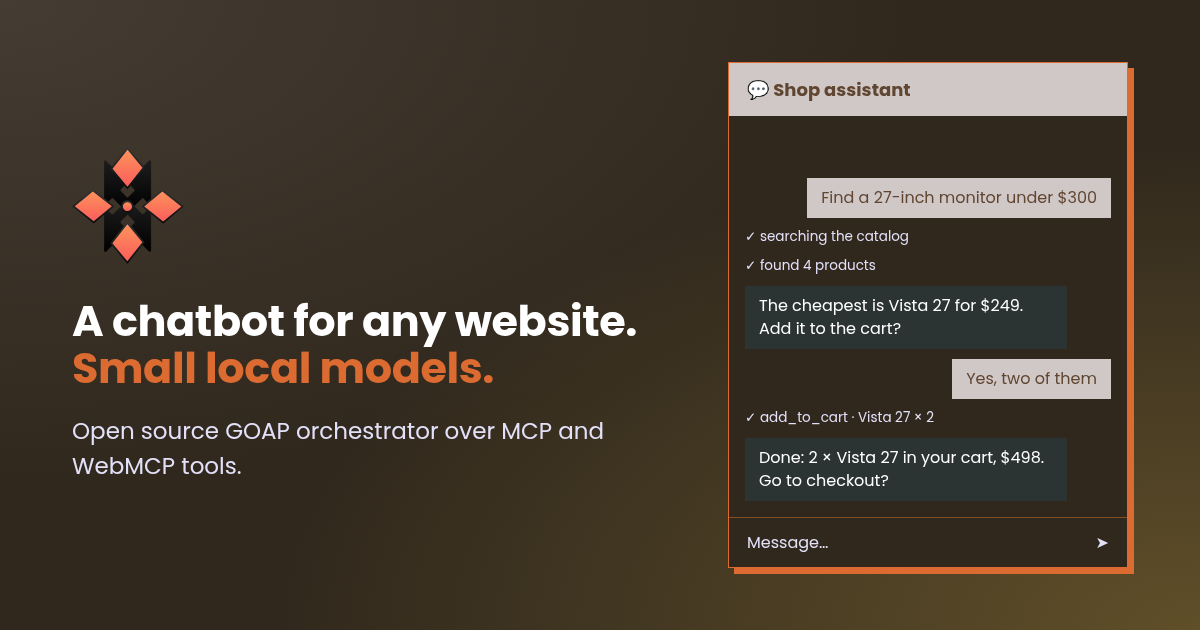 A chatbot for any website.
Small local models.
Open source GOAP orchestrator over MCP and
WebMCP tools.
💬 Shop assistant
Find a 27-inch monitor under $300
✓ searching the catalog
✓ found 4 products
The cheapest is Vista 27 for $249.
Add it to the cart?
Yes, two of them
✓ add_to_cart · Vista 27 × 2
Done: 2 × Vista 27 in your cart, $498.
Go to checkout?
Message… ➤